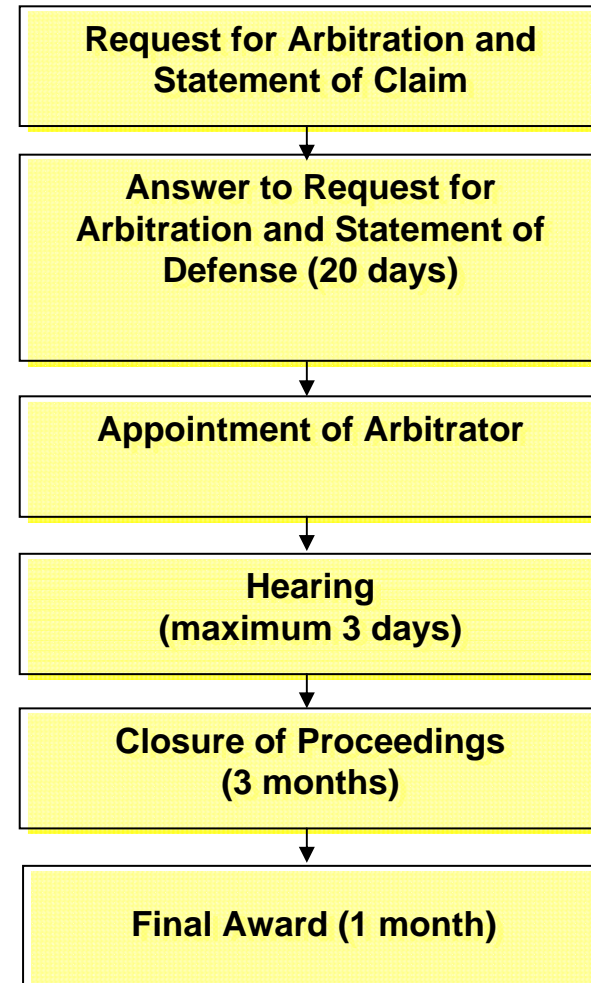 Request for Arbitration and
Statement of Claim
Answer to Request for
Arbitration and Statement of
Defense (20 days)
Appointment of Arbitrator
Hearing
(maximum 3 days)
Closure of Proceedings
(3 months)
Final Award (1 month)